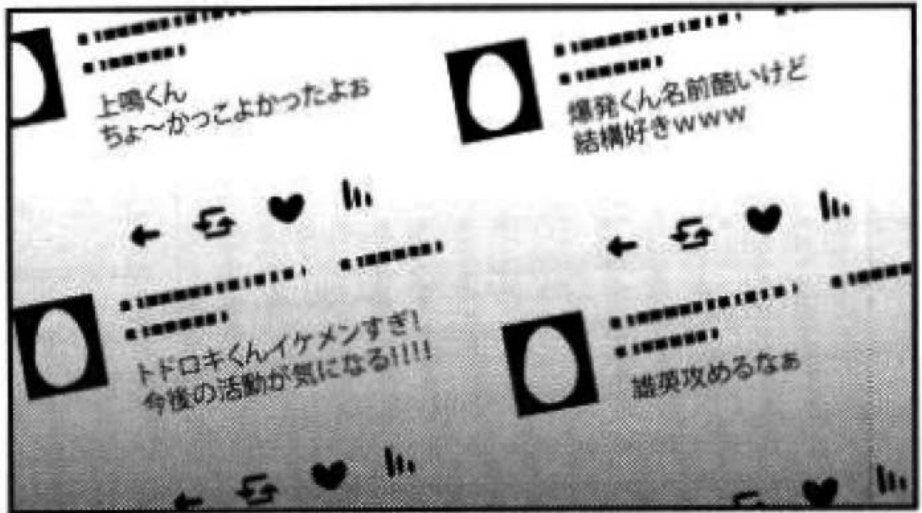 上鳴くん
ちょ～かっこよかったよぉ
爆発くん名前酷いけど
結構好きwww
トドロキくんイケメンすぎ!
今後の活動が気になる!!!!
誰英攻めるなぁ